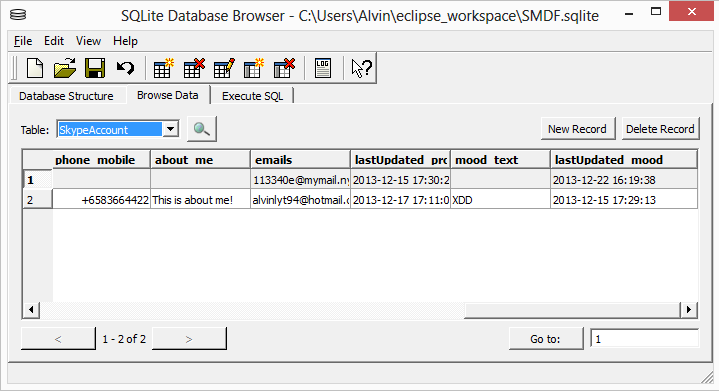 SQLite Database Browser - C:\Users\Alvin\eclipse_workspace\SMDF.sqlite
File Edit View Help
LOG
Database Structure Browse Data Execute SQL
Table: SkypeAccount New Record Delete Record
phone_mobile about_me emails lastUpdated_pro mood_text lastUpdated_mood
1 113340e@mymail.ny 2013-12-15 17:30:2 2013-12-22 16:19:38
2 +6583664422 This is about me! alvinlyt94@hotmail.c 2013-12-17 17:11:0 XDD 2013-12-15 17:29:13
< 1 - 2 of 2 > Go to: 1